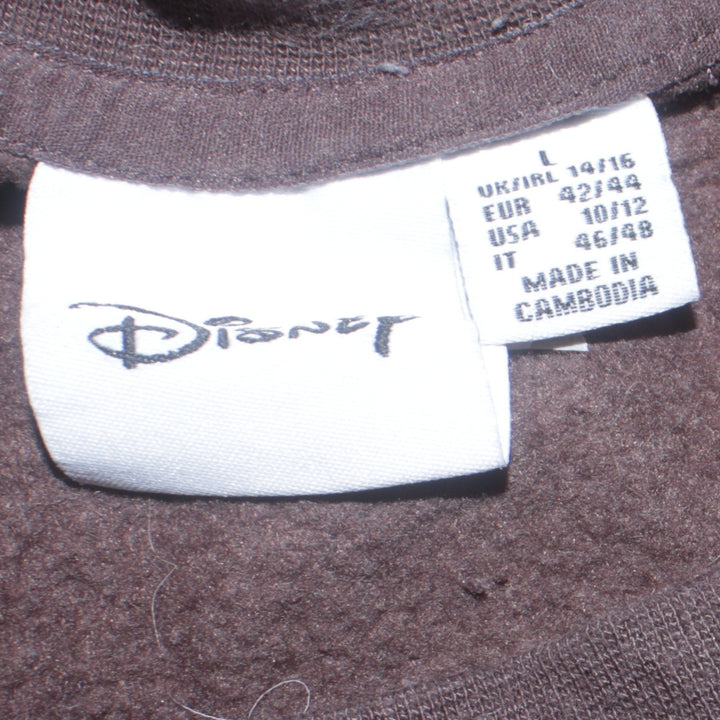 Disney
L
UK/IRL 14/16
EUR 42/44
USA 10/12
IT 46/48
MADE IN
CAMBODIA